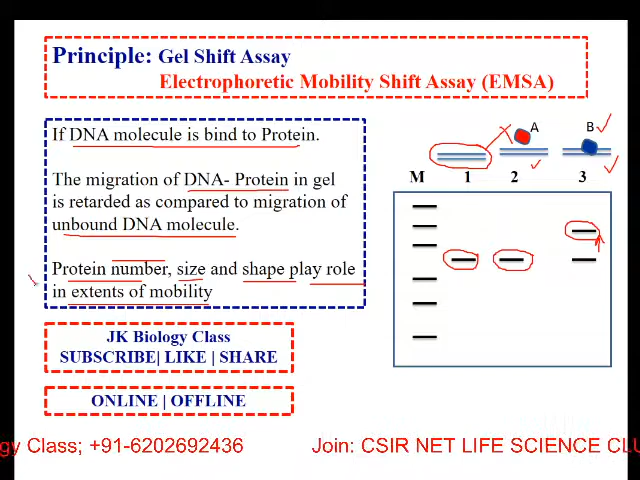 Principle: Gel Shift Assay
Electrophoretic Mobility Shift Assay (EMSA)
If DNA molecule is bind to Protein.
The migration of DNA- Protein in gel
is retarded as compared to migration of
unbound DNA molecule.
Protein number, size and shape play role
in extents of mobility
A
B
M 1 2 3
JK Biology Class
SUBSCRIBE| LIKE | SHARE
ONLINE | OFFLINE
gy Class; +91-6202692436 Join: CSIR NET LIFE SCIENCE CLU